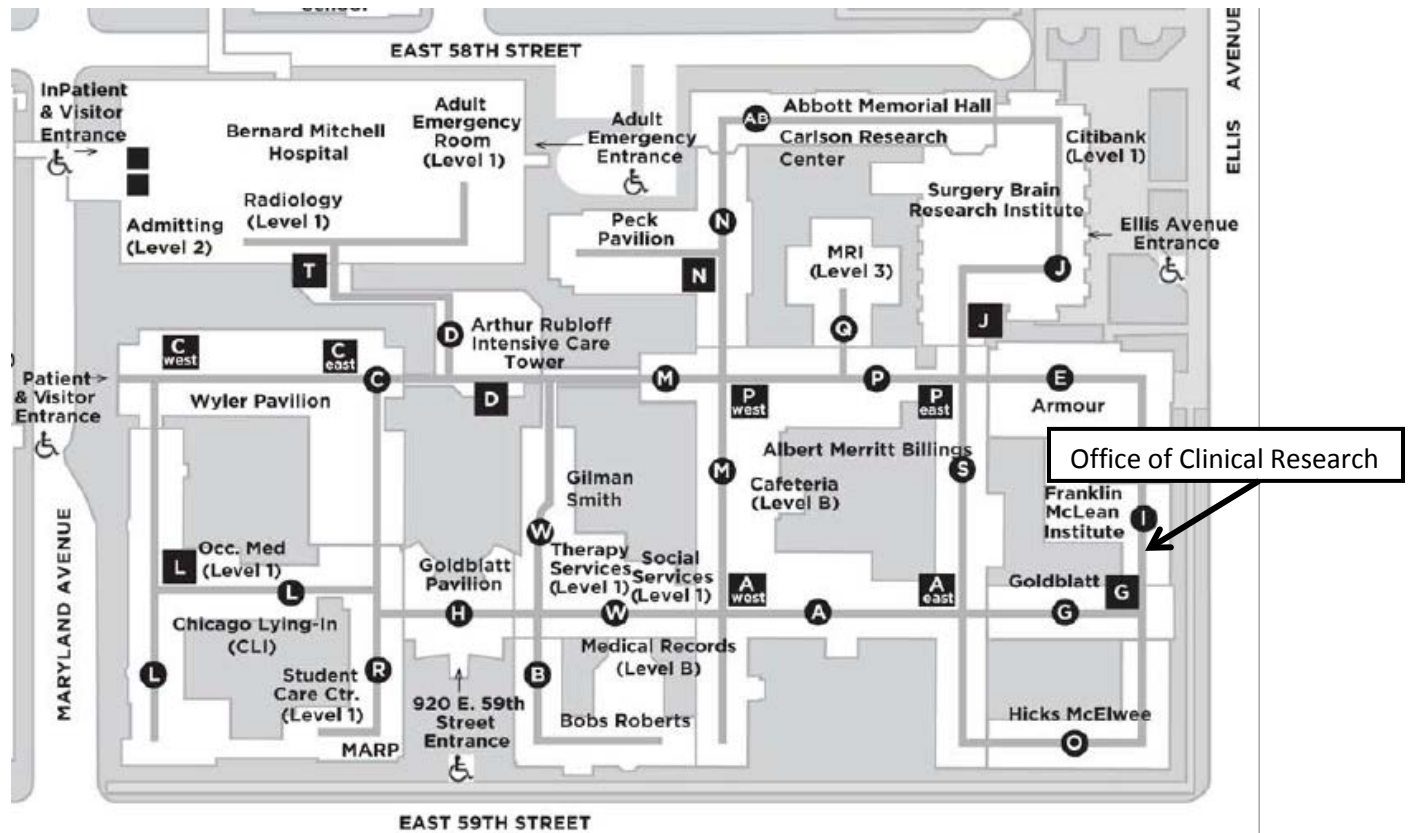 EAST 58TH STREET
ELLIS AVENUE
InPatient
& Visitor
Entrance
Bernard Mitchell
Hospital
Adult
Emergency
Room
(Level 1)
Adult
Emergency
Entrance
AB
Abbott Memorial Hall
Carlson Research
Center
Citibank
(Level 1)
Radiology
(Level 1)
Admitting
(Level 2)
T
Peck
Pavilion
N
N
MRI
(Level 3)
Q
Surgery Brain
Research Institute
J
J
Ellis Avenue
Entrance
D
Arthur Rubloff
Intensive Care
Tower
D
C
west
C
east
C
Patient
& Visitor
Entrance
Wyler Pavilion
M
P
west
P
P
east
E
Armour
Albert Merritt Billings
S
Office of Clinical Research
M
Cafeteria
(Level B)
Gilman
Smith
Franklin
McLean
Institute
I
MARYLAND AVENUE
L
Occ. Med
(Level 1)
L
Goldblatt
Pavilion
H
W
Therapy
Services
(Level 1)
Social
Services
(Level 1)
W
A
west
A
A
east
Goldblatt
G
G
Chicago Lying-In
(CLI)
L
Student
Care Ctr.
(Level 1)
R
MARP
920 E. 59th
Street
Entrance
B
Medical Records
(Level B)
Bobs Roberts
Hicks McElwee
O
EAST 59TH STREET